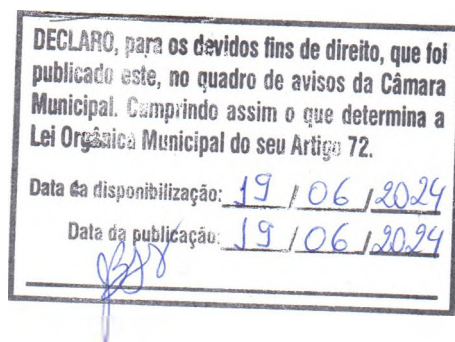 DECLARO, para os devidos fins de direito, que foi
publicado este, no quadro de avisos da Câmara
Municipal. Cumprindo assim o que determina a
Lei Orgânica Municipal do seu Artigo 72.
Data da disponibilização: 19 / 06 / 2024
Data da publicação: 19 / 06 / 2024